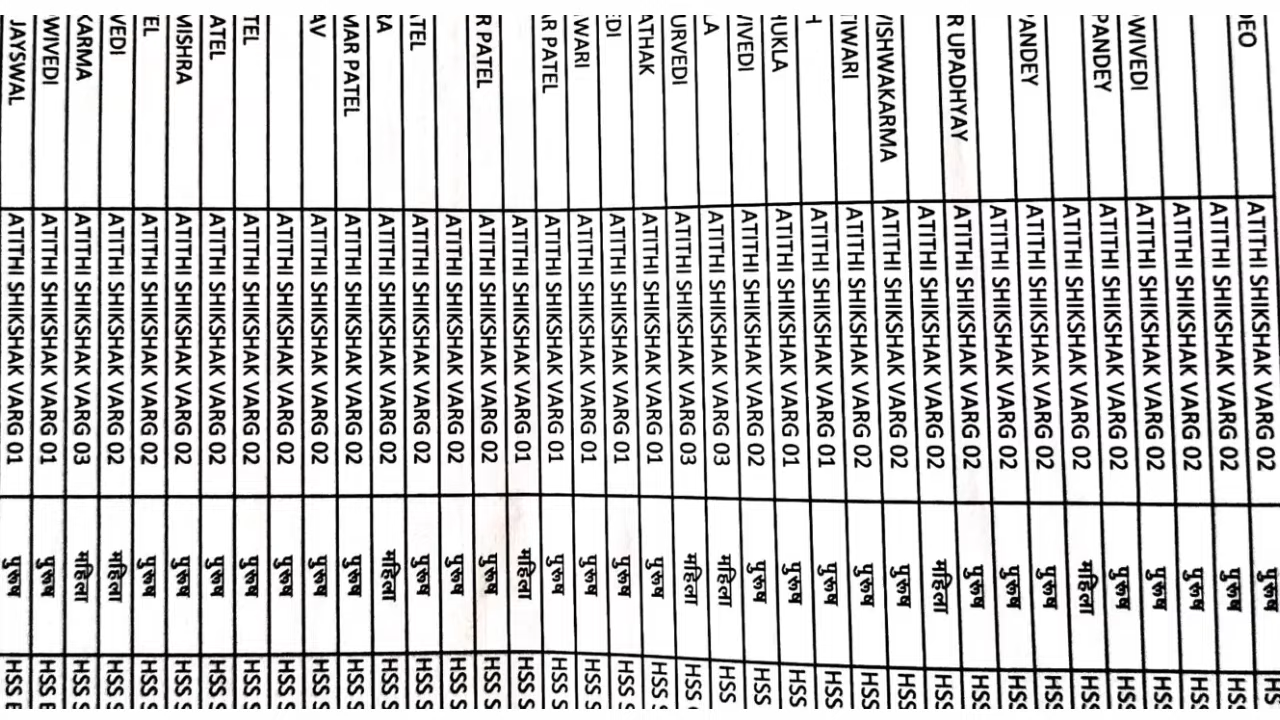 DEO ATITHI SHIKSHAK VARG 02 पुरूष
ATITHI SHIKSHAK VARG 02 पुरूष HSS
ATITHI SHIKSHAK VARG 02 पुरूष HSS
WIVEDI ATITHI SHIKSHAK VARG 02 पुरूष HSS
PANDEY ATITHI SHIKSHAK VARG 02 पुरूष HSS
ATITHI SHIKSHAK VARG 02 महिला HSS
ANDEY ATITHI SHIKSHAK VARG 02 पुरूष HSS
ATITHI SHIKSHAK VARG 02 पुरूष HSS
R UPADHYAY ATITHI SHIKSHAK VARG 02 पुरूष HSS
ATITHI SHIKSHAK VARG 02 महिला HSS
ISHWAKARMA ATITHI SHIKSHAK VARG 02 पुरूष HSS
TIWARI ATITHI SHIKSHAK VARG 02 पुरूष HSS
H ATITHI SHIKSHAK VARG 01 पुरूष HSS
HUKLA ATITHI SHIKSHAK VARG 01 पुरूष HSS
IVEDI ATITHI SHIKSHAK VARG 02 पुरूष HSS
LA ATITHI SHIKSHAK VARG 03 महिला HSS
URVEDI ATITHI SHIKSHAK VARG 03 महिला HSS
ATHAK ATITHI SHIKSHAK VARG 01 पुरूष HSS
EDI ATITHI SHIKSHAK VARG 01 पुरूष HSS
WARI ATITHI SHIKSHAK VARG 01 पुरूष HSS
R PATEL ATITHI SHIKSHAK VARG 01 पुरूष HSS
ATITHI SHIKSHAK VARG 01 महिला HSS
R PATEL ATITHI SHIKSHAK VARG 02 पुरूष HSS
ATITHI SHIKSHAK VARG 02 पुरूष HSS
TEL ATITHI SHIKSHAK VARG 02 पुरूष HSS
RA ATITHI SHIKSHAK VARG 02 महिला HSS
MAR PATEL ATITHI SHIKSHAK VARG 02 पुरूष HSS
AV ATITHI SHIKSHAK VARG 02 पुरूष HSS
ATITHI SHIKSHAK VARG 02 पुरूष HSS
TEL ATITHI SHIKSHAK VARG 02 पुरूष HSS
ATEL ATITHI SHIKSHAK VARG 02 पुरूष HSS
MISHRA ATITHI SHIKSHAK VARG 02 पुरूष HSS
EL ATITHI SHIKSHAK VARG 02 पुरूष HSS
VEDI ATITHI SHIKSHAK VARG 02 महिला HSS
KARMA ATITHI SHIKSHAK VARG 03 महिला HSS
WIVEDI ATITHI SHIKSHAK VARG 01 पुरूष HSS
JAYSWAL ATITHI SHIKSHAK VARG 01 पुरूष HSS